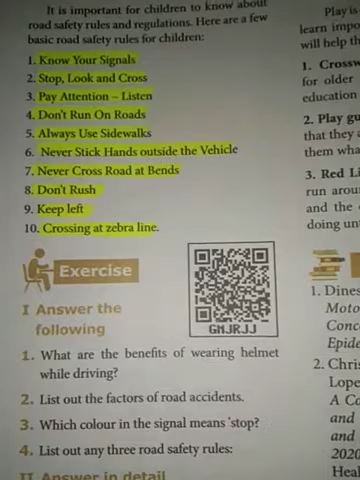 It is important for children to know about
road safety rules and regulations. Here are a few
basic road safety rules for children:
1. Know Your Signals
2. Stop, Look and Cross
3. Pay Attention – Listen
4. Don't Run On Roads
5. Always Use Sidewalks
6. Never Stick Hands outside the Vehicle
7. Never Cross Road at Bends
8. Don't Rush
9. Keep left
10. Crossing at zebra line.
Exercise
GMJRJJ
I Answer the
following
1. What are the benefits of wearing helmet
while driving?
2. List out the factors of road accidents.
3. Which colour in the signal means 'stop?
4. List out any three road safety rules:
II Answer in detail
Play is
learn impo
will help th
1. Crossw
for older
education
2. Play gu
that they a
them wha
3. Red Li
run arou
and the
doing un
1. Dines
Moto
Conc
Epide
2. Chris
Lope
A Co
and
and
2020
Heal